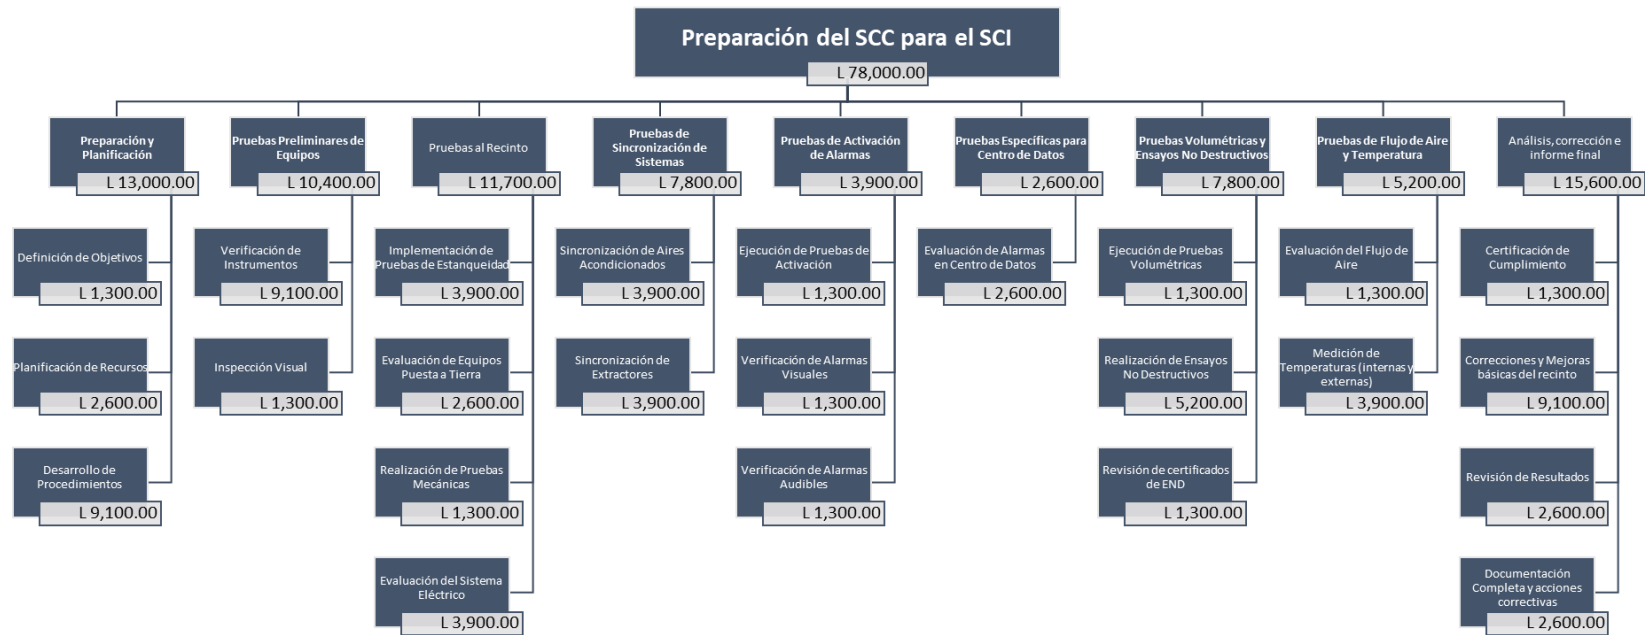 Preparación del SCC para el SCI
L 78,000.00
Preparación y
Planificación
L 13,000.00
Definición de Objetivos
L 1,300.00
Planificación de Recursos
L 2,600.00
Desarrollo de
Procedimientos
L 9,100.00
Pruebas Preliminares de
Equipos
L 10,400.00
Verificación de
Instrumentos
L 9,100.00
Inspección Visual
L 1,300.00
Pruebas al Recinto
L 11,700.00
Implementación de
Pruebas de Estanqueidad
L 3,900.00
Evaluación de Equipos
Puesta a Tierra
L 2,600.00
Realización de Pruebas
Mecánicas
L 1,300.00
Evaluación del Sistema
Eléctrico
L 3,900.00
Pruebas de
Sincronización de
Sistemas
L 7,800.00
Sincronización de Aires
Acondicionados
L 3,900.00
Sincronización de
Extractores
L 3,900.00
Pruebas de Activación
de Alarmas
L 3,900.00
Ejecución de Pruebas de
Activación
L 1,300.00
Verificación de Alarmas
Visuales
L 1,300.00
Verificación de Alarmas
Audibles
L 1,300.00
Pruebas Específicas para
Centro de Datos
L 2,600.00
Evaluación de Alarmas
en Centro de Datos
L 2,600.00
Pruebas Volumétricas y
Ensayos No Destructivos
L 7,800.00
Ejecución de Pruebas
Volumétricas
L 1,300.00
Realización de Ensayos
No Destructivos
L 5,200.00
Revisión de certificados
de END
L 1,300.00
Pruebas de Flujo de Aire
y Temperatura
L 5,200.00
Evaluación del Flujo de
Aire
L 1,300.00
Medición de
Temperaturas (internas y
externas)
L 3,900.00
Análisis, corrección e
informe final
L 15,600.00
Certificación de
Cumplimiento
L 1,300.00
Correcciones y Mejoras
básicas del recinto
L 9,100.00
Revisión de Resultados
L 2,600.00
Documentación
Completa y acciones
correctivas
L 2,600.00